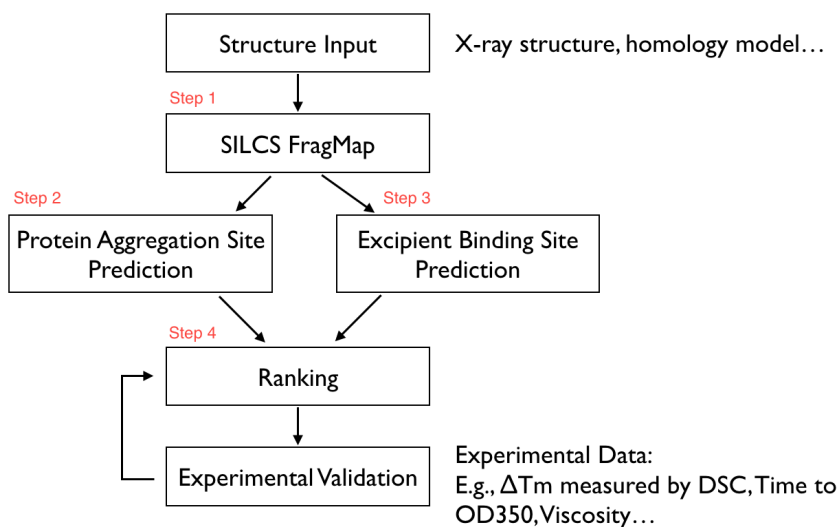 Structure Input
X-ray structure, homology model…
Step 1
SILCS FragMap
Step 2
Step 3
Protein Aggregation Site
Prediction
Excipient Binding Site
Prediction
Step 4
Ranking
Experimental Validation
Experimental Data:
E.g., ΔTm measured by DSC, Time to
OD350, Viscosity…